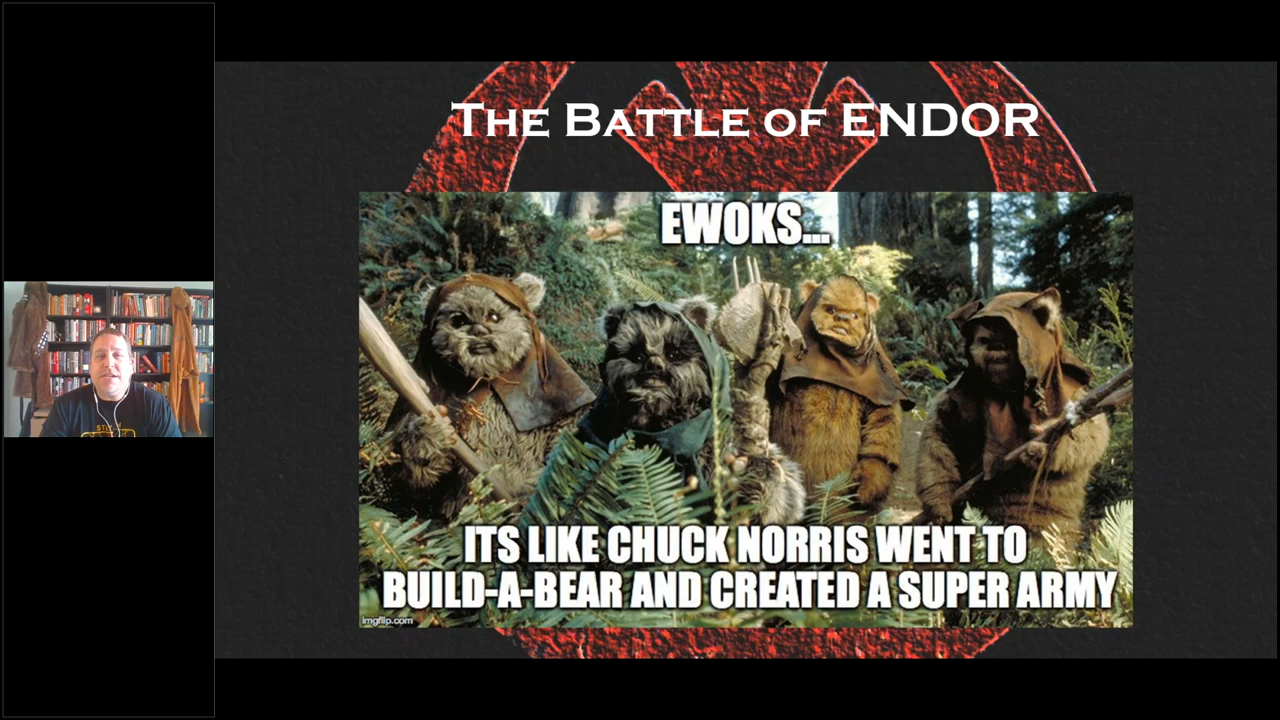 THE BATTLE OF ENDOR
EWOKS...
ITS LIKE CHUCK NORRIS WENT TO
BUILD-A-BEAR AND CREATED A SUPER ARMY
imgflip.com